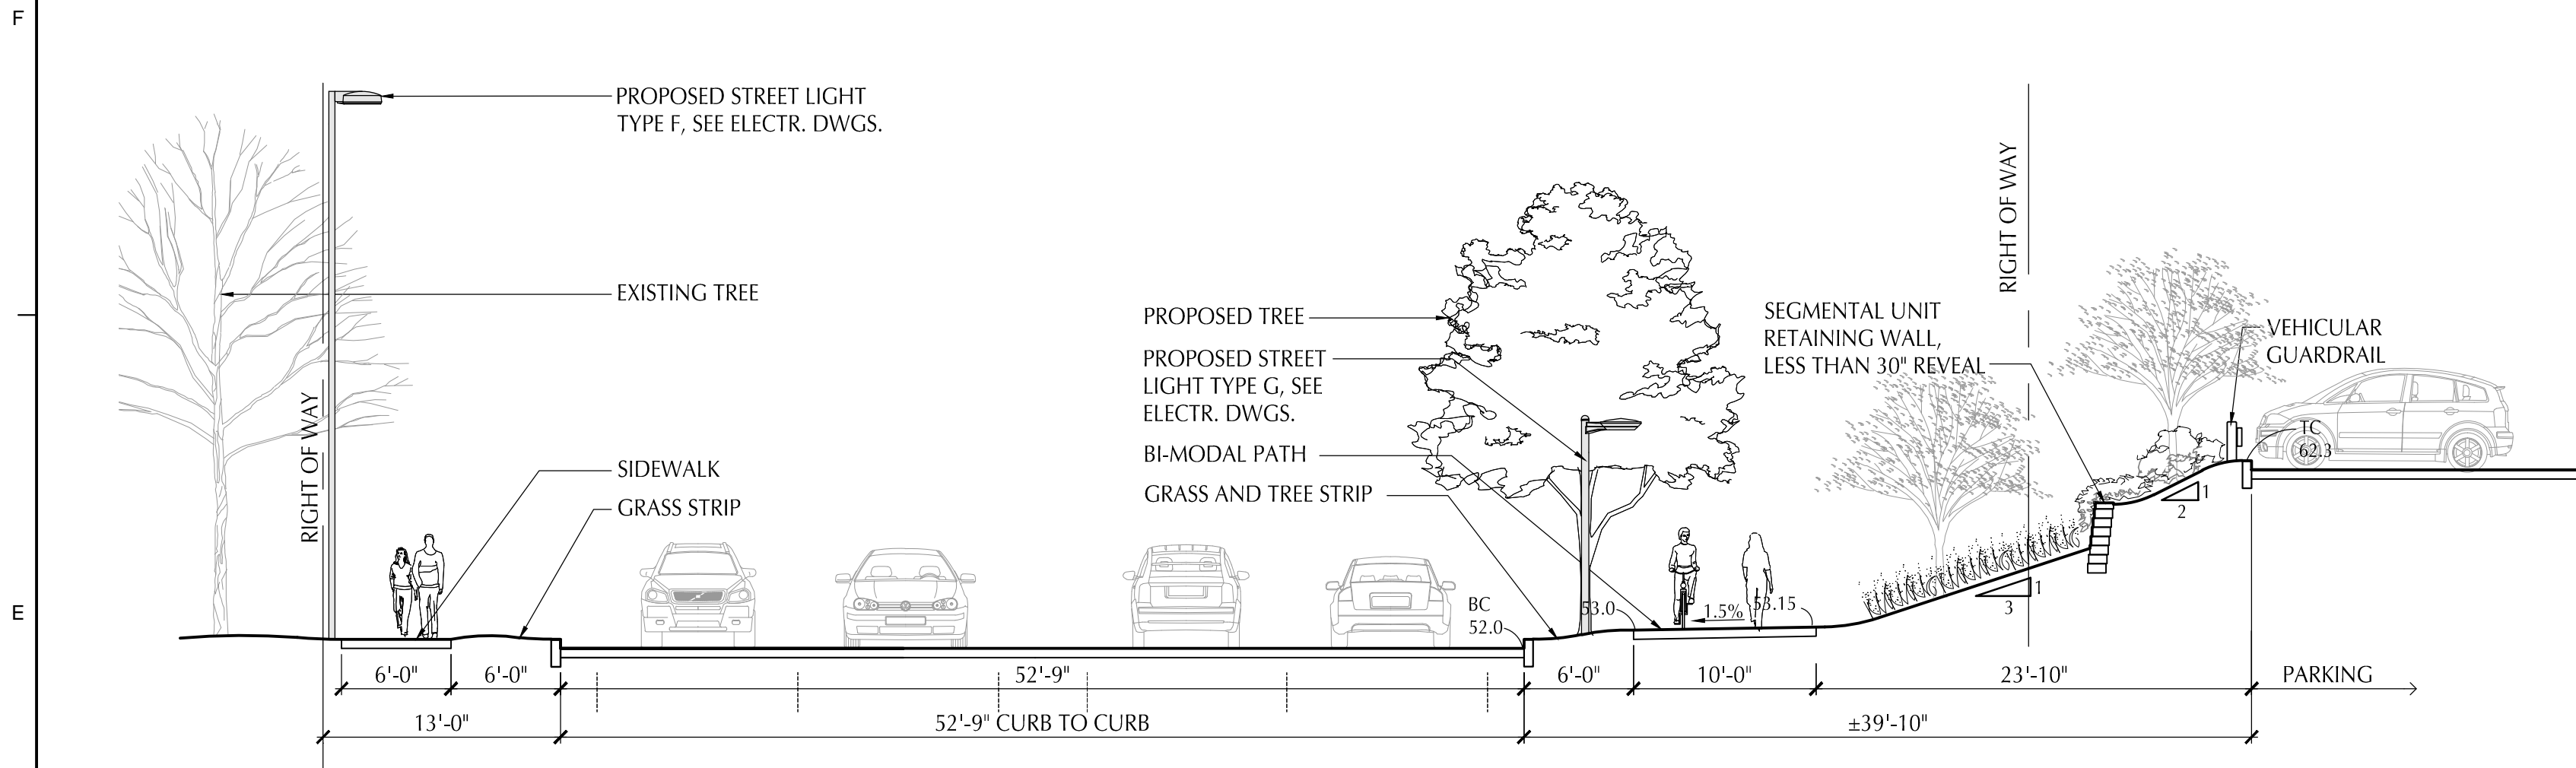 F
PROPOSED STREET LIGHT
TYPE F, SEE ELECTR. DWGS.
EXISTING TREE
RIGHT OF WAY
SIDEWALK
GRASS STRIP
PROPOSED TREE
PROPOSED STREET
LIGHT TYPE G, SEE
ELECTR. DWGS.
BI-MODAL PATH
GRASS AND TREE STRIP
SEGMENTAL UNIT
RETAINING WALL,
LESS THAN 30" REVEAL
RIGHT OF WAY
VEHICULAR
GUARDRAIL
TC
62.3
1
2
1
3
E
BC
52.0
53.0
1.5%
53.15
6'-0"
6'-0"
52'-9"
6'-0"
10'-0"
23'-10"
PARKING
13'-0"
52'-9" CURB TO CURB
±39'-10"